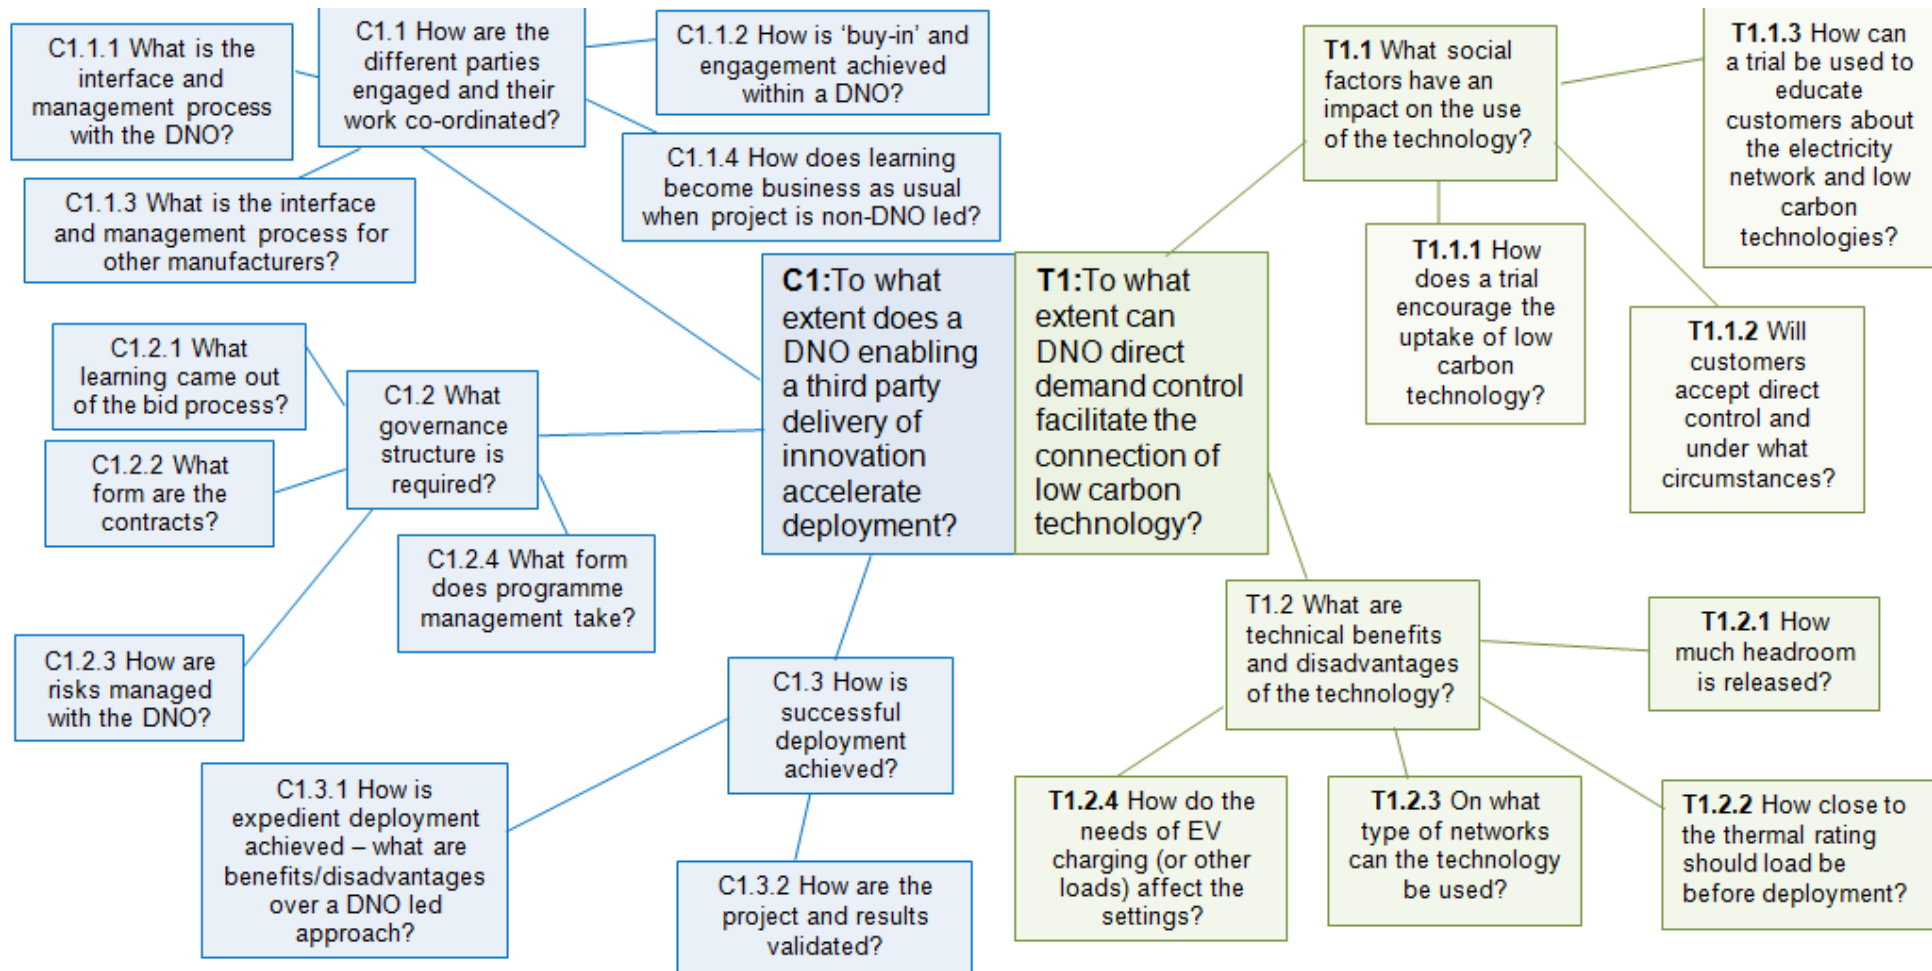 C1.1.1 What is the
interface and
management process
with the DNO?
C1.1 How are the
different parties
engaged and their
work co-ordinated?
C1.1.2 How is ‘buy-in’ and
engagement achieved
within a DNO?
C1.1.3 What is the interface
and management process for
other manufacturers?
C1.1.4 How does learning
become business as usual
when project is non-DNO led?
C1.2.1 What
learning came out
of the bid process?
C1.2 What
governance
structure is
required?
C1.2.2 What
form are the
contracts?
C1.2.4 What form
does programme
management take?
C1.2.3 How are
risks managed
with the DNO?
C1:To what
extent does a
DNO enabling
a third party
delivery of
innovation
accelerate
deployment?
C1.3 How is
successful
deployment
achieved?
C1.3.1 How is
expedient deployment
achieved – what are
benefits/disadvantages
over a DNO led
approach?
C1.3.2 How are the
project and results
validated?
T1:To what
extent can
DNO direct
demand control
facilitate the
connection of
low carbon
technology?
T1.1 What social
factors have an
impact on the use
of the technology?
T1.1.3 How can
a trial be used to
educate
customers about
the electricity
network and low
carbon
technologies?
T1.1.1 How
does a trial
encourage the
uptake of low
carbon
technology?
T1.1.2 Will
customers
accept direct
control and
under what
circumstances?
T1.2 What are
technical benefits
and disadvantages
of the technology?
T1.2.1 How
much headroom
is released?
T1.2.4 How do the
needs of EV
charging (or other
loads) affect the
settings?
T1.2.3 On what
type of networks
can the technology
be used?
T1.2.2 How close to
the thermal rating
should load be
before deployment?